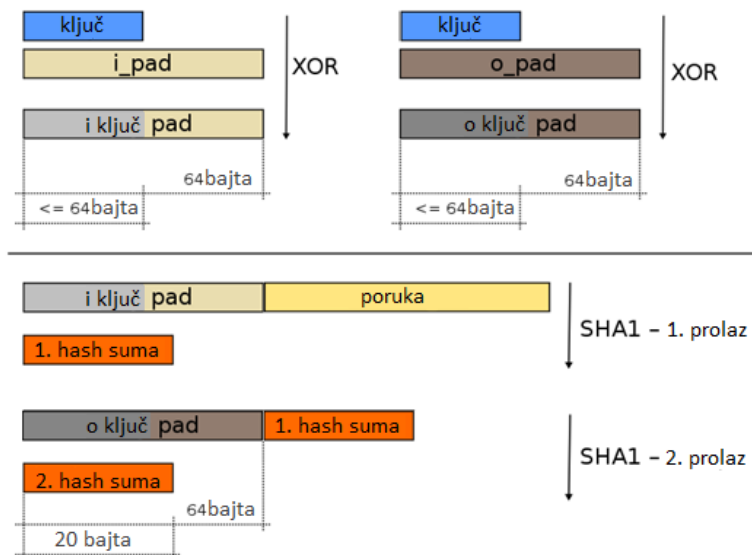 ključ
i_pad
XOR
i ključ pad
64bajta
<= 64bajta
ključ
o_pad
XOR
o ključ pad
64bajta
<= 64bajta
i ključ pad
poruka
SHA1 – 1. prolaz
1. hash suma
o ključ pad
1. hash suma
SHA1 – 2. prolaz
2. hash suma
64bajta
20 bajta